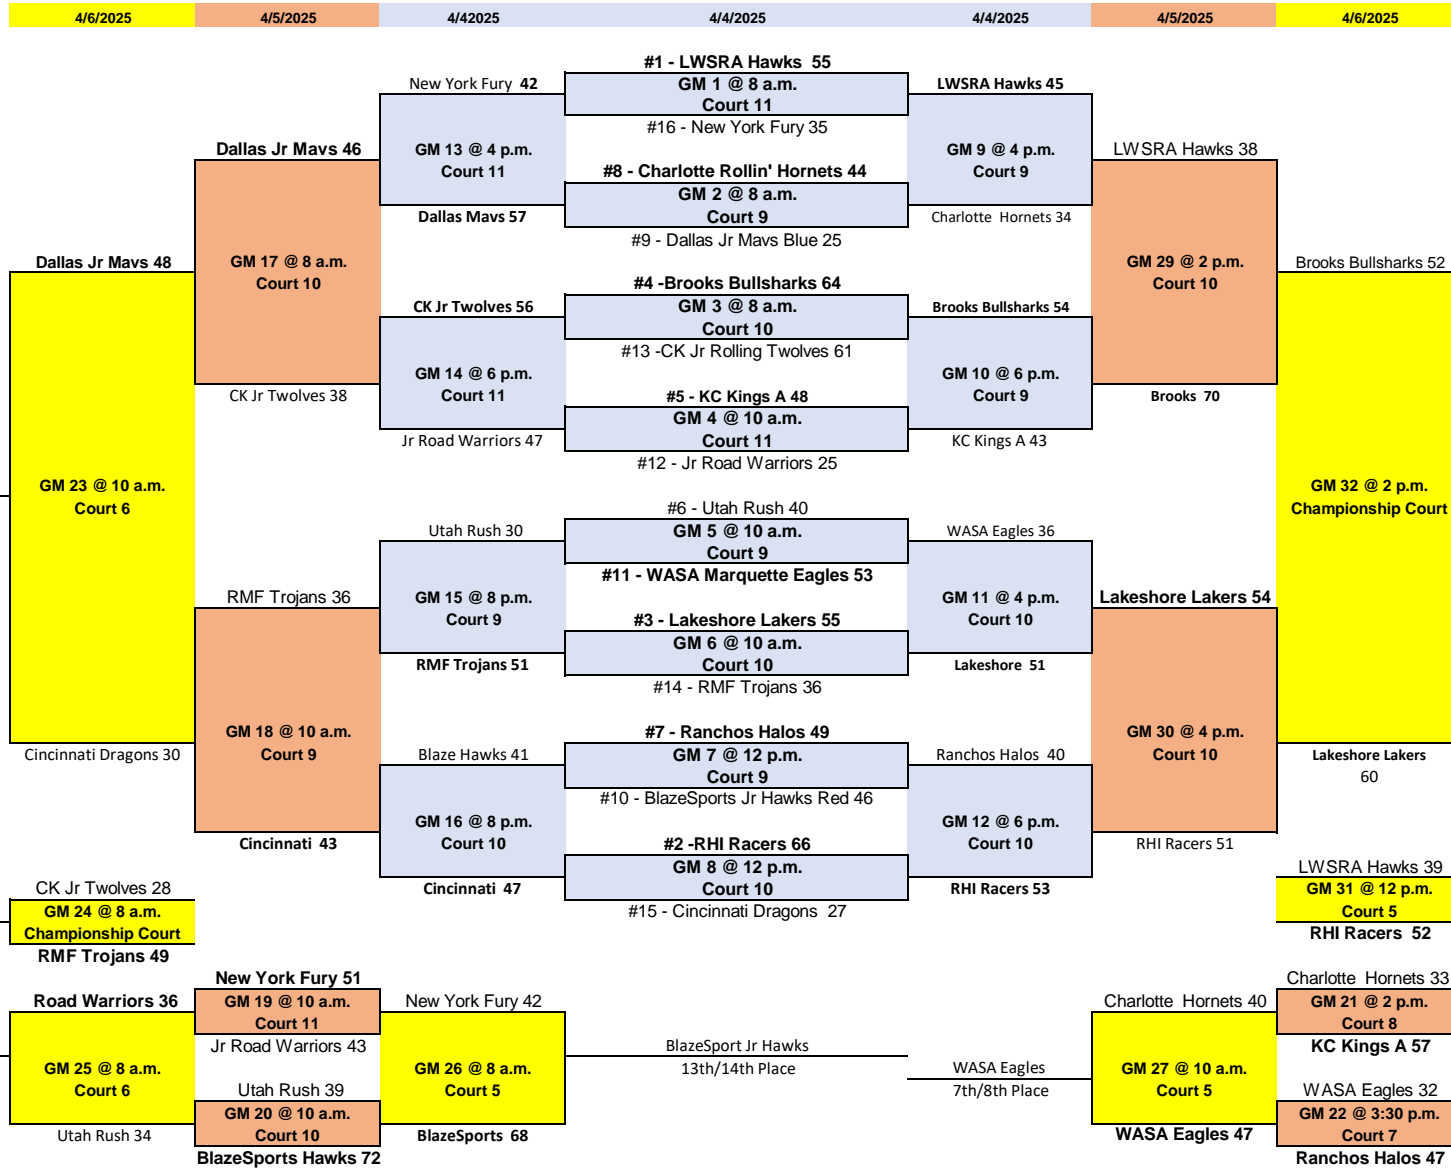 4/6/2025 4/5/2025 4/42025 4/4/2025 4/4/2025 4/5/2025 4/6/2025
#1 - LWSRA Hawks 55
New York Fury 42
GM 1 @ 8 a.m.
Court 11
LWSRA Hawks 45
#16 - New York Fury 35
Dallas Jr Mavs 46
GM 13 @ 4 p.m.
Court 11
GM 9 @ 4 p.m.
Court 9
LWSRA Hawks 38
#8 - Charlotte Rollin' Hornets 44
GM 2 @ 8 a.m.
Court 9
Dallas Mavs 57
Charlotte Hornets 34
#9 - Dallas Jr Mavs Blue 25
Dallas Jr Mavs 48
GM 17 @ 8 a.m.
Court 10
GM 29 @ 2 p.m.
Court 10
Brooks Bullsharks 52
#4 -Brooks Bullsharks 64
CK Jr Twolves 56
GM 3 @ 8 a.m.
Court 10
Brooks Bullsharks 54
#13 -CK Jr Rolling Twolves 61
GM 14 @ 6 p.m.
Court 11
GM 10 @ 6 p.m.
Court 9
CK Jr Twolves 38
#5 - KC Kings A 48
Brooks 70
GM 4 @ 10 a.m.
Court 11
Jr Road Warriors 47
KC Kings A 43
#12 - Jr Road Warriors 25
GM 23 @ 10 a.m.
Court 6
GM 32 @ 2 p.m.
Championship Court
#6 - Utah Rush 40
Utah Rush 30
GM 5 @ 10 a.m.
Court 9
WASA Eagles 36
#11 - WASA Marquette Eagles 53
RMF Trojans 36
GM 15 @ 8 p.m.
Court 9
GM 11 @ 4 p.m.
Court 10
Lakeshore Lakers 54
#3 - Lakeshore Lakers 55
GM 6 @ 10 a.m.
Court 10
RMF Trojans 51
Lakeshore 51
#14 - RMF Trojans 36
GM 18 @ 10 a.m.
Court 9
GM 30 @ 4 p.m.
Court 10
#7 - Ranchos Halos 49
Cincinnati Dragons 30
Blaze Hawks 41
GM 7 @ 12 p.m.
Court 9
Ranchos Halos 40
Lakeshore Lakers
60
#10 - BlazeSports Jr Hawks Red 46
GM 16 @ 8 p.m.
Court 10
GM 12 @ 6 p.m.
Court 10
Cincinnati 43
#2 -RHI Racers 66
RHI Racers 51
GM 8 @ 12 p.m.
Court 10
Cincinnati 47
RHI Racers 53
#15 - Cincinnati Dragons 27
CK Jr Twolves 28
GM 24 @ 8 a.m.
Championship Court
RMF Trojans 49
LWSRA Hawks 39
GM 31 @ 12 p.m.
Court 5
RHI Racers 52
New York Fury 51
GM 19 @ 10 a.m.
Court 11
Jr Road Warriors 43
Road Warriors 36
GM 25 @ 8 a.m.
Court 6
Utah Rush 34
Utah Rush 39
GM 20 @ 10 a.m.
Court 10
BlazeSports Hawks 72
New York Fury 42
GM 26 @ 8 a.m.
Court 5
BlazeSports 68
BlazeSport Jr Hawks
13th/14th Place
WASA Eagles
7th/8th Place
Charlotte Hornets 40
GM 27 @ 10 a.m.
Court 5
WASA Eagles 47
Charlotte Hornets 33
GM 21 @ 2 p.m.
Court 8
KC Kings A 57
WASA Eagles 32
GM 22 @ 3:30 p.m.
Court 7
Ranchos Halos 47